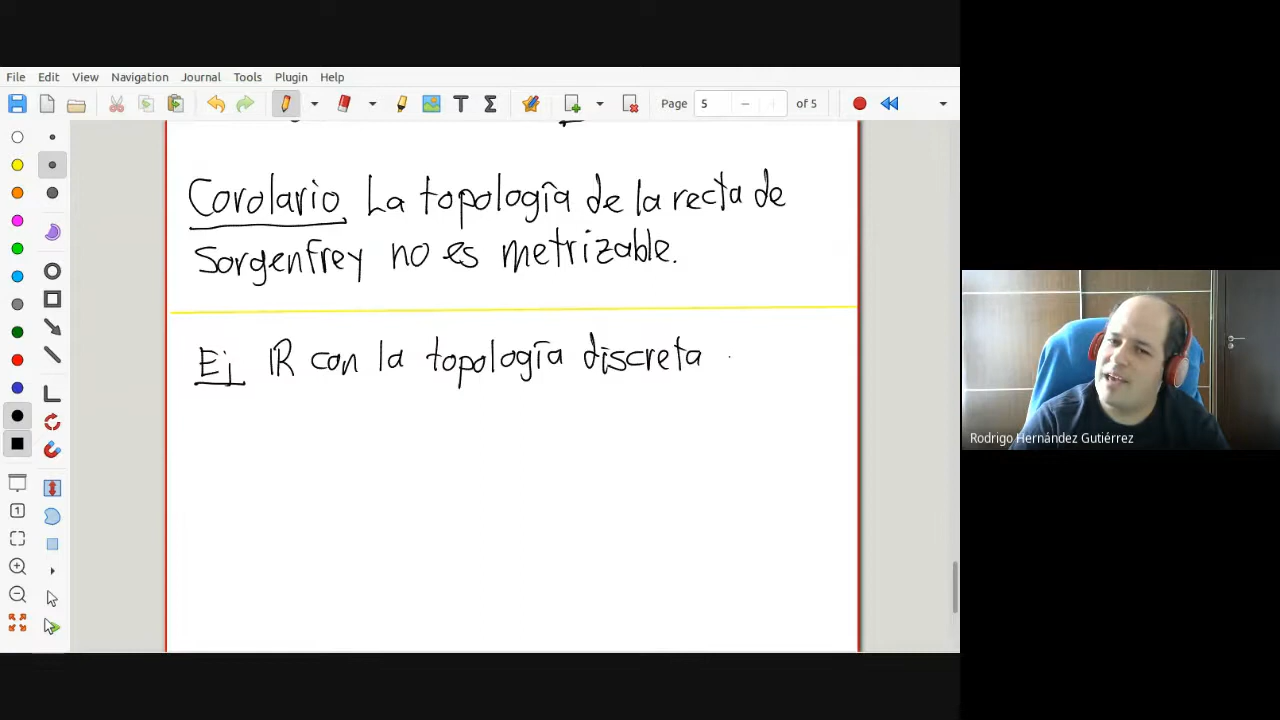 File Edit View Navigation Journal Tools Plugin Help
Page 5 of 5
Corolario La topología de la recta de
Sorgenfrey no es metrizable.
Ej ℝ con la topología discreta
Rodrigo Hernández Gutiérrez